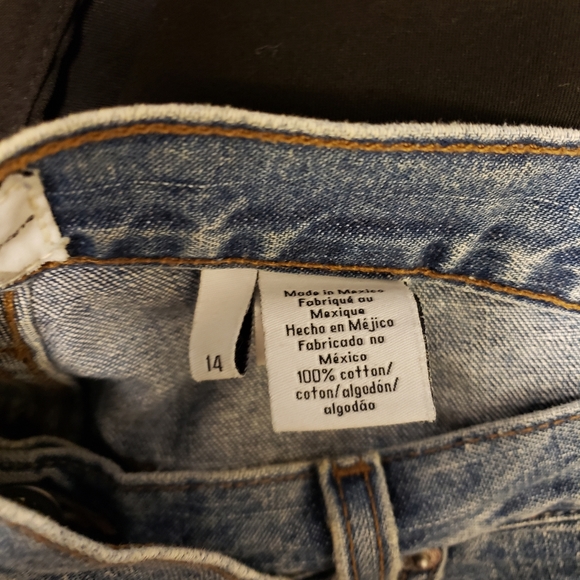 14
Made in Mexico
Fabriqué au
Mexique
Hecho en Méjico
Fabricado no
México
100% cotton/
coton/algodón/
algodão